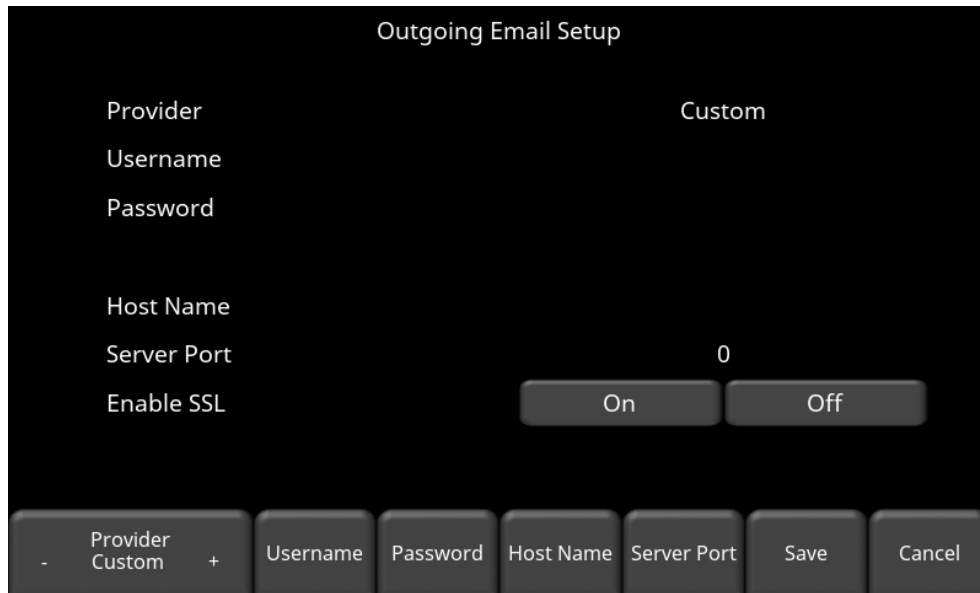 Outgoing Email Setup
Provider Custom
Username
Password
Host Name
Server Port 0
Enable SSL On Off
Provider
- Custom +
Username
Password
Host Name
Server Port
Save
Cancel